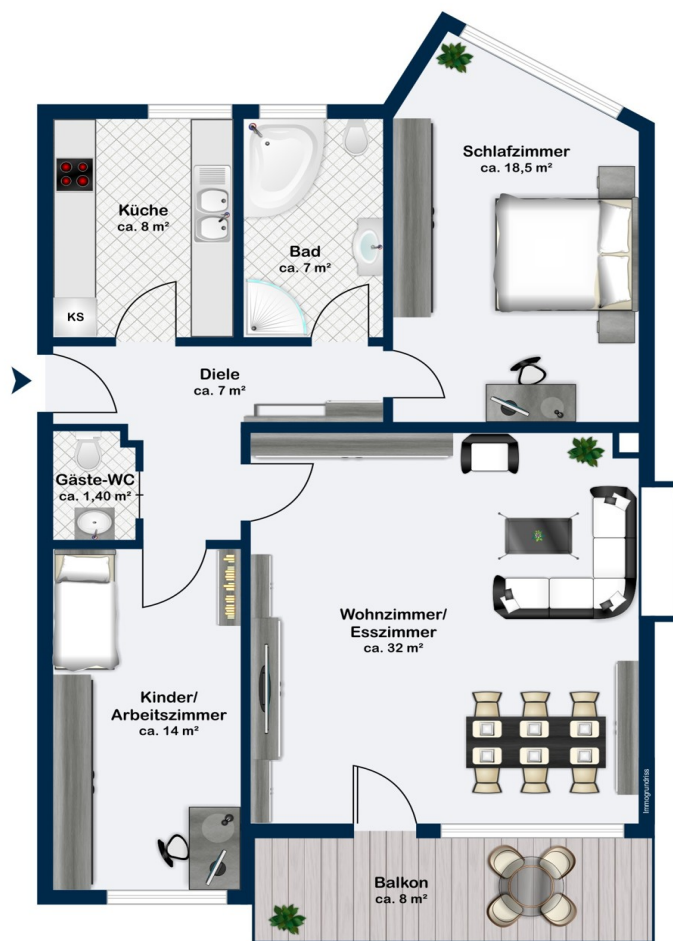 Schlafzimmer
ca. 18,5 m²
Küche
ca. 8 m²
Bad
ca. 7 m²
KS
Diele
ca. 7 m²
Gäste-WC
ca. 1,40 m²
Wohnzimmer/
Esszimmer
ca. 32 m²
Kinder/
Arbeitszimmer
ca. 14 m²
Immogrundriss
Balkon
ca. 8 m²